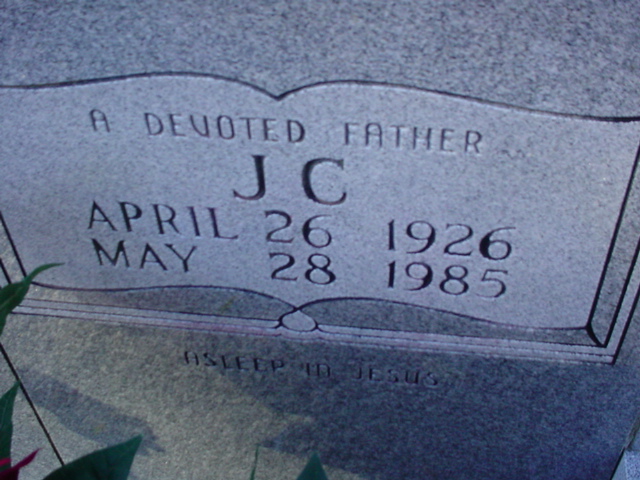 A DEVOTED FATHER
J C
APRIL 26 1926
MAY 28 1985
ASLEEP IN JESUS